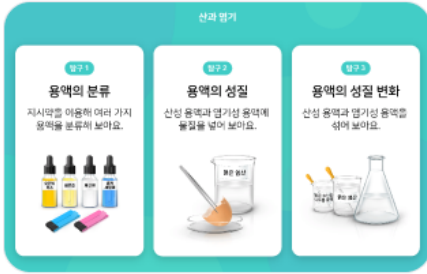 산과 염기
탐구 1
용액의 분류
지시약을 이용해 여러 가지
용액을 분류해 보아요.
탐구 2
용액의 성질
산성 용액과 염기성 용액에
물질을 넣어 보아요.
묽은 염산
탐구 3
용액의 성질 변화
산성 용액과 염기성 용액을
섞어 보아요.
묽은 염산